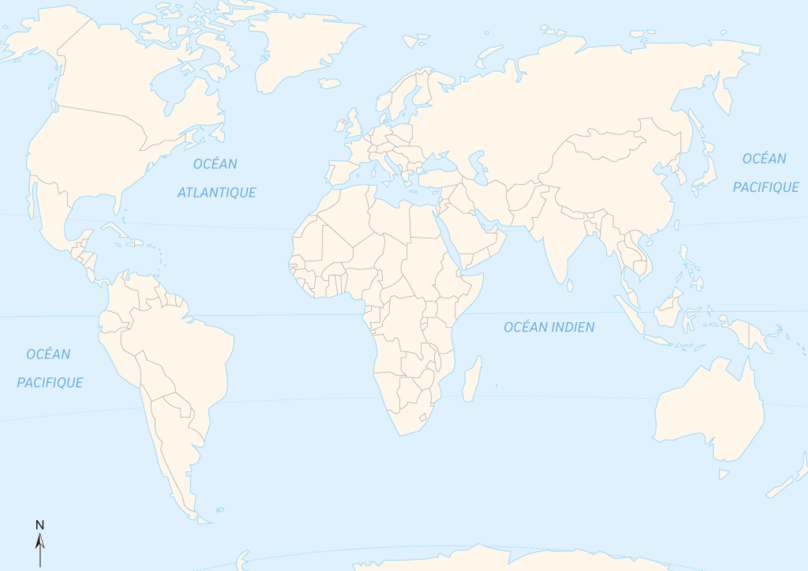 OCÉAN
ATLANTIQUE
OCÉAN
PACIFIQUE
OCÉAN INDIEN
OCÉAN
PACIFIQUE
N